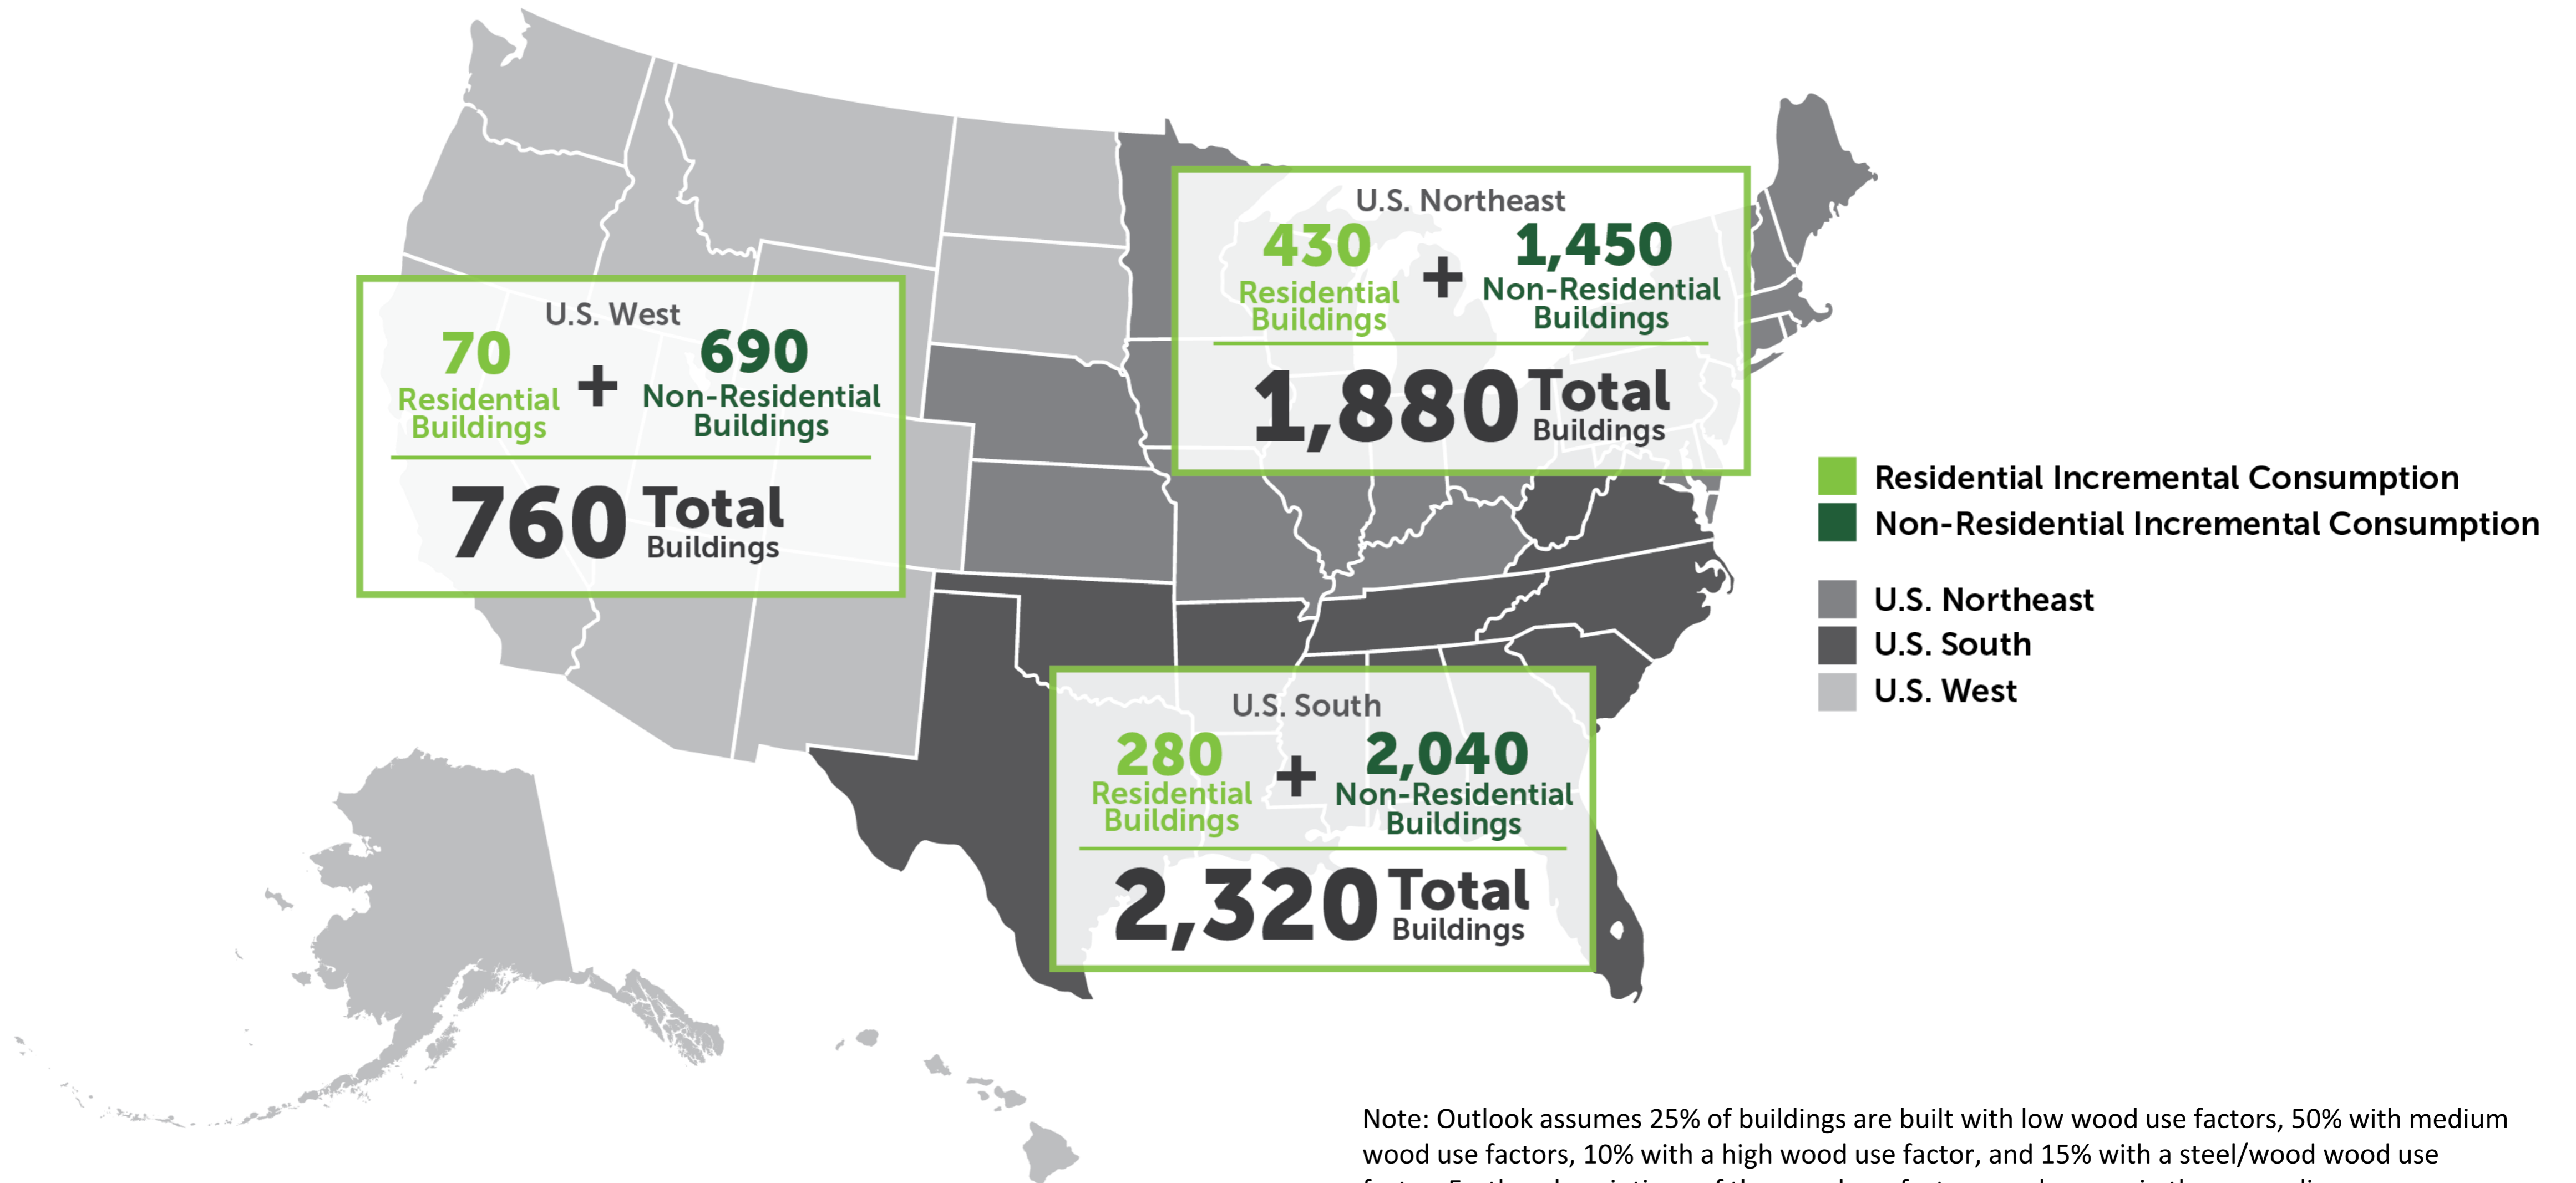 U.S. Northeast
430
Residential
Buildings
+
1,450
Non-Residential
Buildings
1,880 Total
Buildings
U.S. West
70
Residential
Buildings
+
690
Non-Residential
Buildings
760 Total
Buildings
Residential Incremental Consumption
Non-Residential Incremental Consumption
U.S. Northeast
U.S. South
U.S. West
U.S. South
280
Residential
Buildings
+
2,040
Non-Residential
Buildings
2,320 Total
Buildings
Note: Outlook assumes 25% of buildings are built with low wood use factors, 50% with medium
wood use factors, 10% with a high wood use factor, and 15% with a steel/wood wood use